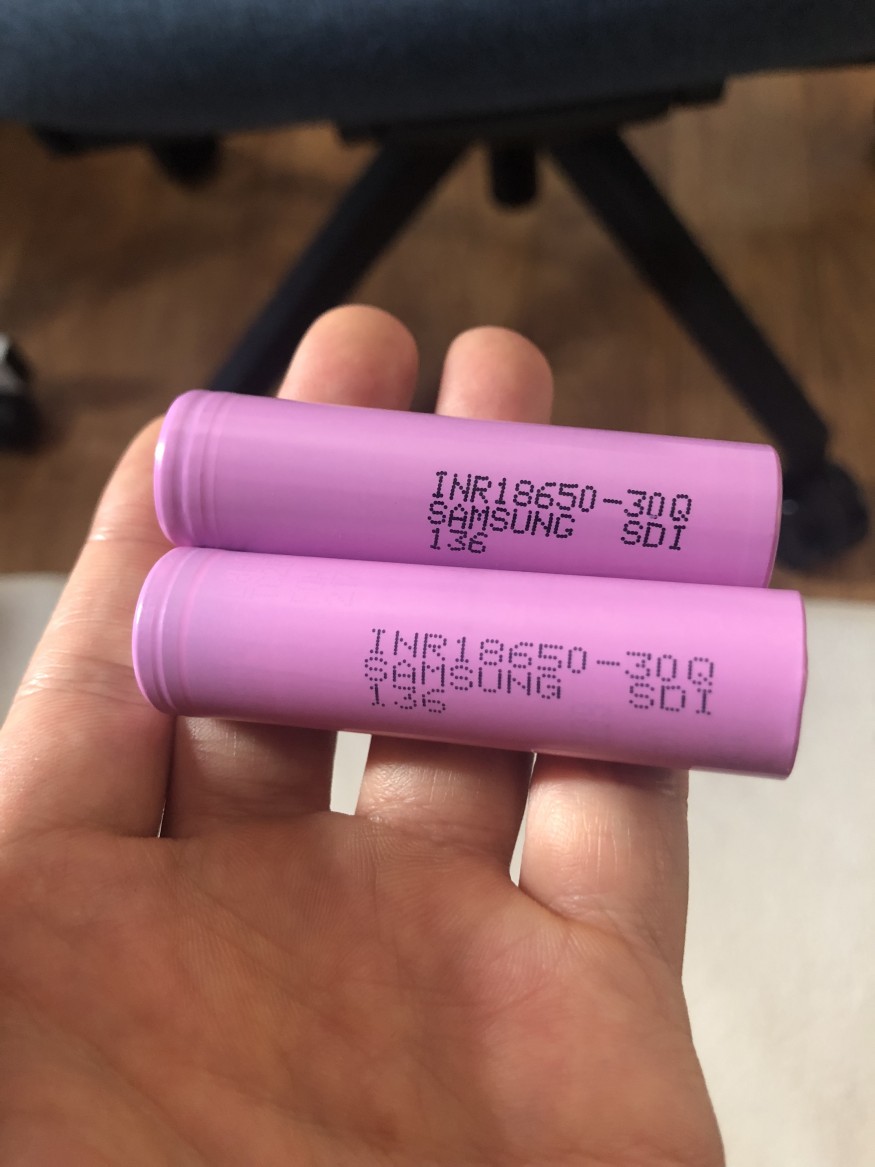 INR18650-30Q
SAMSUNG SDI
136
INR18650-30Q
SAMSUNG SDI
136